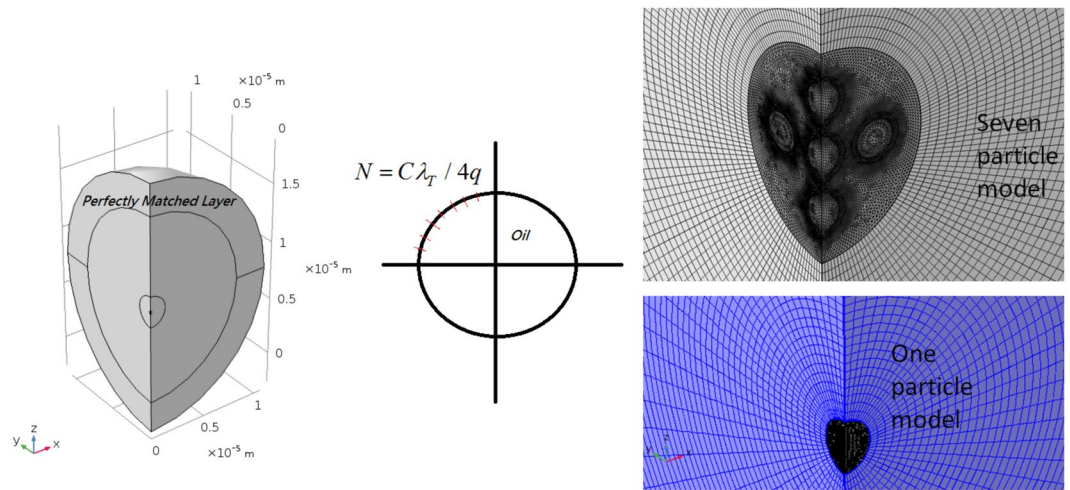 1
×10⁻⁵ m
0.5
0
Perfectly Matched Layer
1.5
1
×10⁻⁵ m
0.5
0
1
0.5
0
×10⁻⁵ m
z
y
x
N = Cλ_T / 4q
Oil
Seven
particle
model
One
particle
model
z
y
x